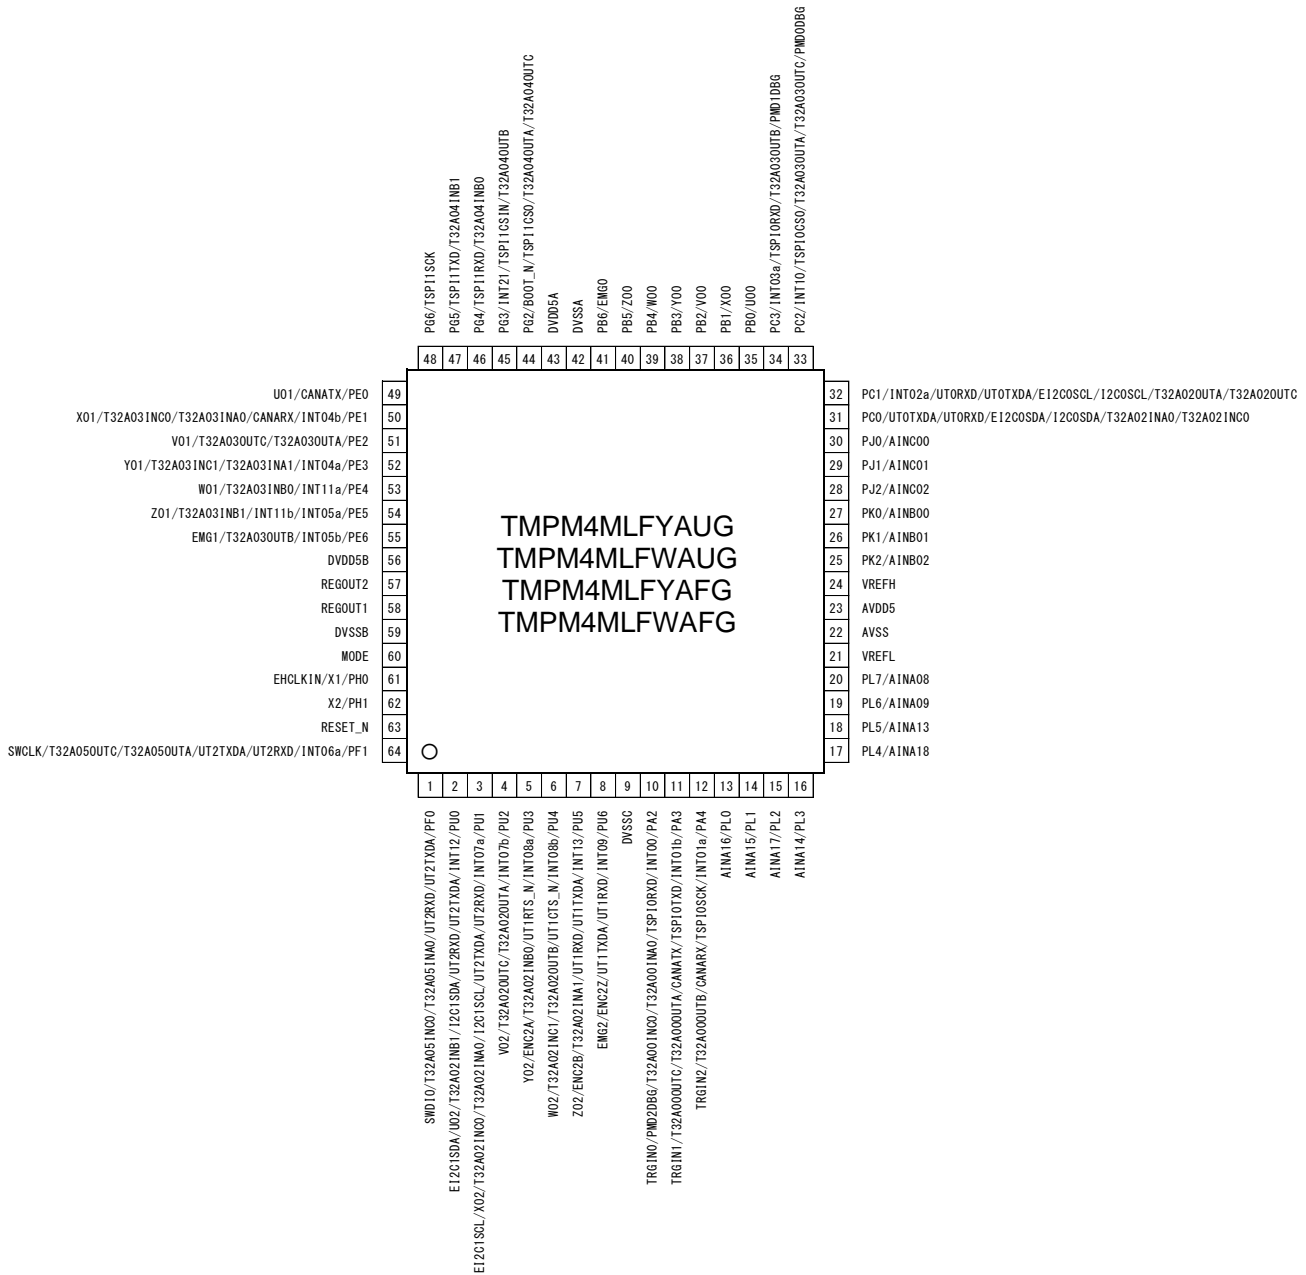 PG6/TSPI1SCK
PG5/TSPI1TXD/T32A04INB1
PG4/TSPI1RXD/T32A04INB0
PG3/INT21/TSPI1CSIN/T32A04OUTB
PG2/BOOT_N/TSPI1CS0/T32A04OUTA/T32A04OUTC
DVDD5A
DVSSA
PB6/EMG0
PB5/ZO0
PB4/WO0
PB3/YO0
PB2/VO0
PB1/XO0
PB0/UO0
PC3/INT03a/TSPI0RXD/T32A03OUTB/PMD1DBG
PC2/INT10/TSPI0CS0/T32A03OUTA/T32A03OUTC/PMD0DBG
48 47 46 45 44 43 42 41 40 39 38 37 36 35 34 33
UO1/CANATX/PE0 49
XO1/T32A03INC0/T32A03INA0/CANARX/INT04b/PE1 50
VO1/T32A03OUTC/T32A03OUTA/PE2 51
YO1/T32A03INC1/T32A03INA1/INT04a/PE3 52
WO1/T32A03INB0/INT11a/PE4 53
ZO1/T32A03INB1/INT11b/INT05a/PE5 54
EMG1/T32A03OUTB/INT05b/PE6 55
DVDD5B 56
REGOUT2 57
REGOUT1 58
DVSSB 59
MODE 60
EHCLKIN/X1/PH0 61
X2/PH1 62
RESET_N 63
SWCLK/T32A05OUTC/T32A05OUTA/UT2TXDA/UT2RXD/INT06a/PF1 64
TMPM4MLFYAUG
TMPM4MLFWAUG
TMPM4MLFYAFG
TMPM4MLFWAFG
32 PC1/INT02a/UT0RXD/UT0TXDA/EI2C0SCL/I2C0SCL/T32A02OUTA/T32A02OUTC
31 PC0/UT0TXDA/UT0RXD/EI2C0SDA/I2C0SDA/T32A02INA0/T32A02INC0
30 PJ0/AINC00
29 PJ1/AINC01
28 PJ2/AINC02
27 PK0/AINB00
26 PK1/AINB01
25 PK2/AINB02
24 VREFH
23 AVDD5
22 AVSS
21 VREFL
20 PL7/AINA08
19 PL6/AINA09
18 PL5/AINA13
17 PL4/AINA18
1 2 3 4 5 6 7 8 9 10 11 12 13 14 15 16
SWDIO/T32A05INC0/T32A05INA0/UT2RXD/UT2TXDA/PF0
EI2C1SDA/UO2/T32A02INB1/I2C1SDA/UT2RXD/UT2TXDA/INT12/PU0
EI2C1SCL/XO2/T32A02INC0/T32A02INA0/I2C1SCL/UT2TXDA/UT2RXD/INT07a/PU1
VO2/T32A02OUTC/T32A02OUTA/INT07b/PU2
YO2/ENC2A/T32A02INB0/UT1RTS_N/INT08a/PU3
WO2/T32A02INC1/T32A02OUTB/UT1CTS_N/INT08b/PU4
ZO2/ENC2B/T32A02INA1/UT1RXD/UT1TXDA/INT13/PU5
EMG2/ENC2Z/UT1TXDA/UT1RXD/INT09/PU6
DVSSC
TRGIN0/PMD2DBG/T32A00INC0/T32A00INA0/TSPI0RXD/INT00/PA2
TRGIN1/T32A00OUTC/T32A00OUTA/CANATX/TSPI0TXD/INT01b/PA3
TRGIN2/T32A00OUTB/CANARX/TSPI0SCK/INT01a/PA4
AINA16/PL0
AINA15/PL1
AINA17/PL2
AINA14/PL3